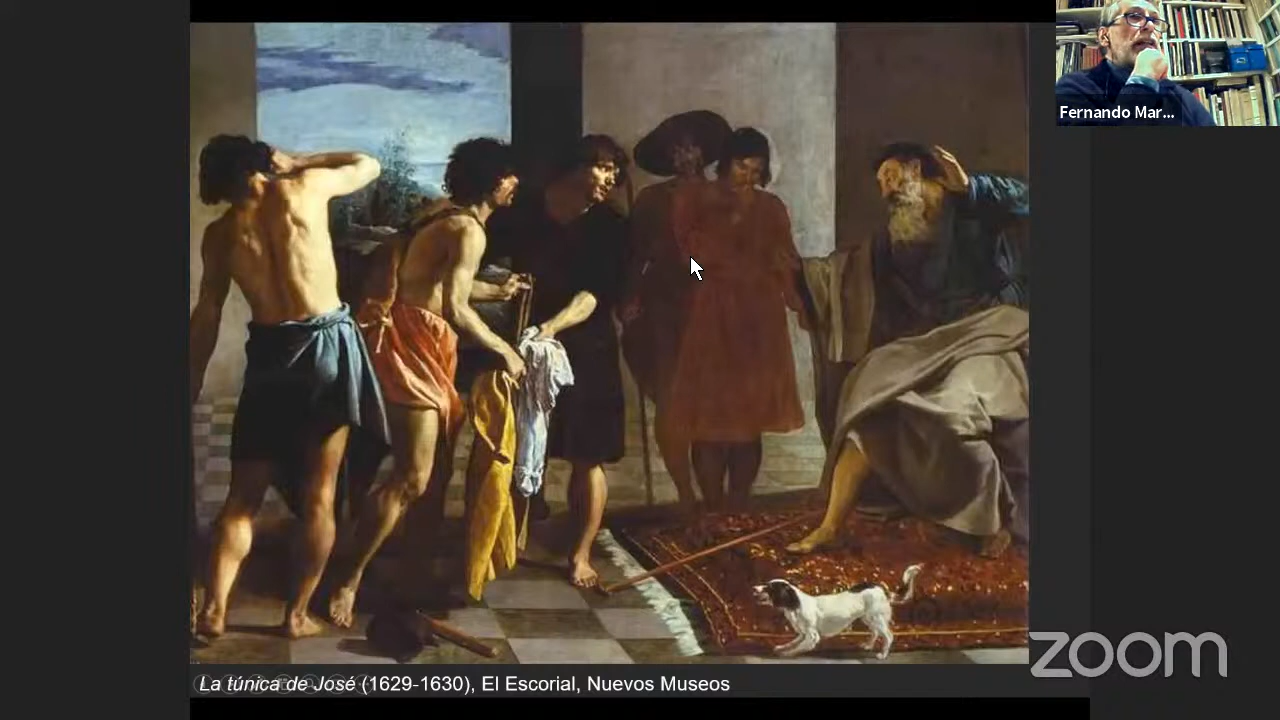 Fernando Mar...
zoom
La túnica de José (1629-1630), El Escorial, Nuevos Museos